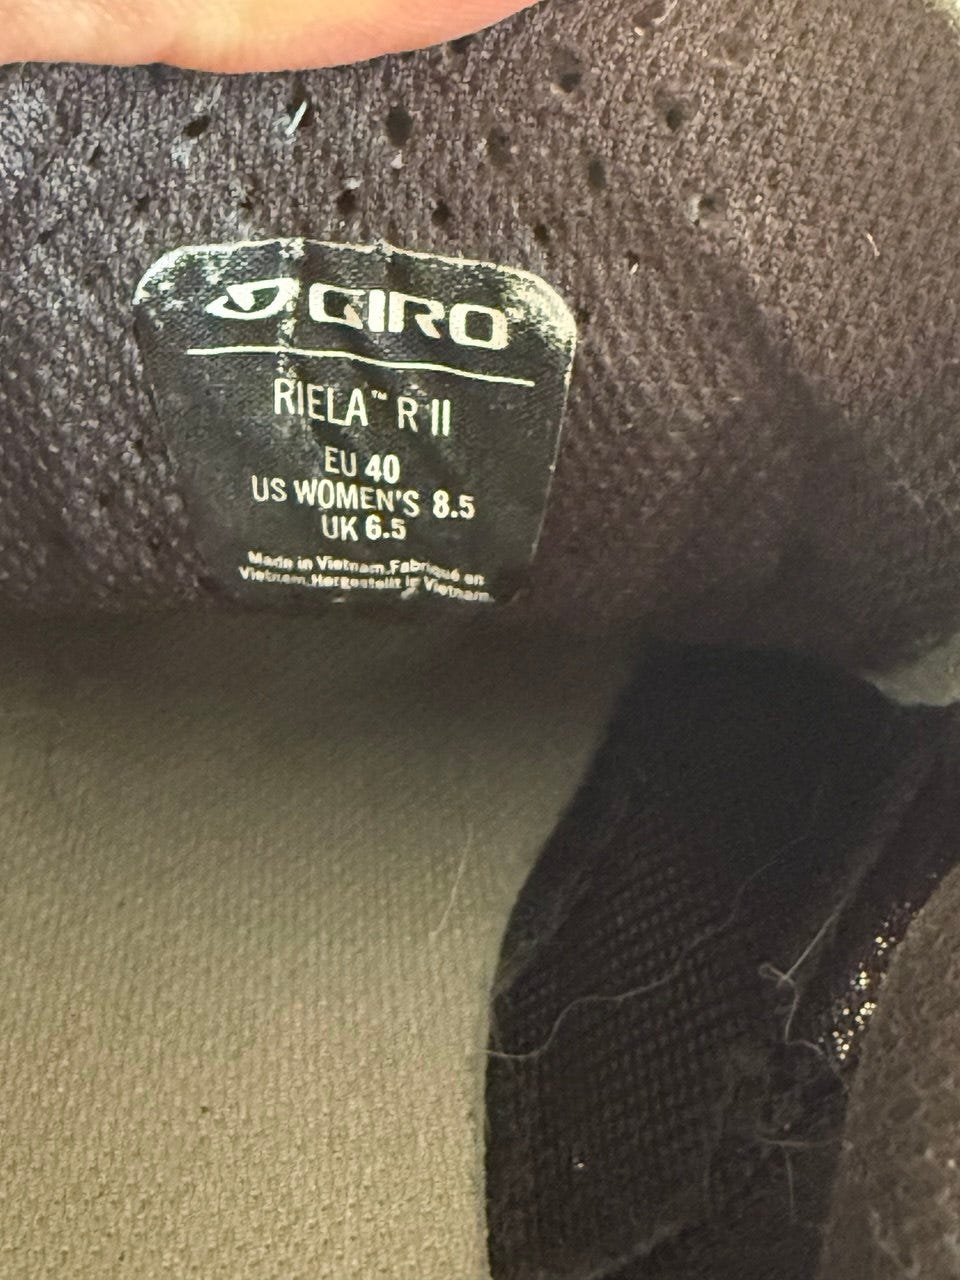 GIRO™
RIELA™ R II
EU 40
US WOMEN'S 8.5
UK 6.5
Made in Vietnam.Fabriqué en
Vietnam.Hergestellt in Vietnam.